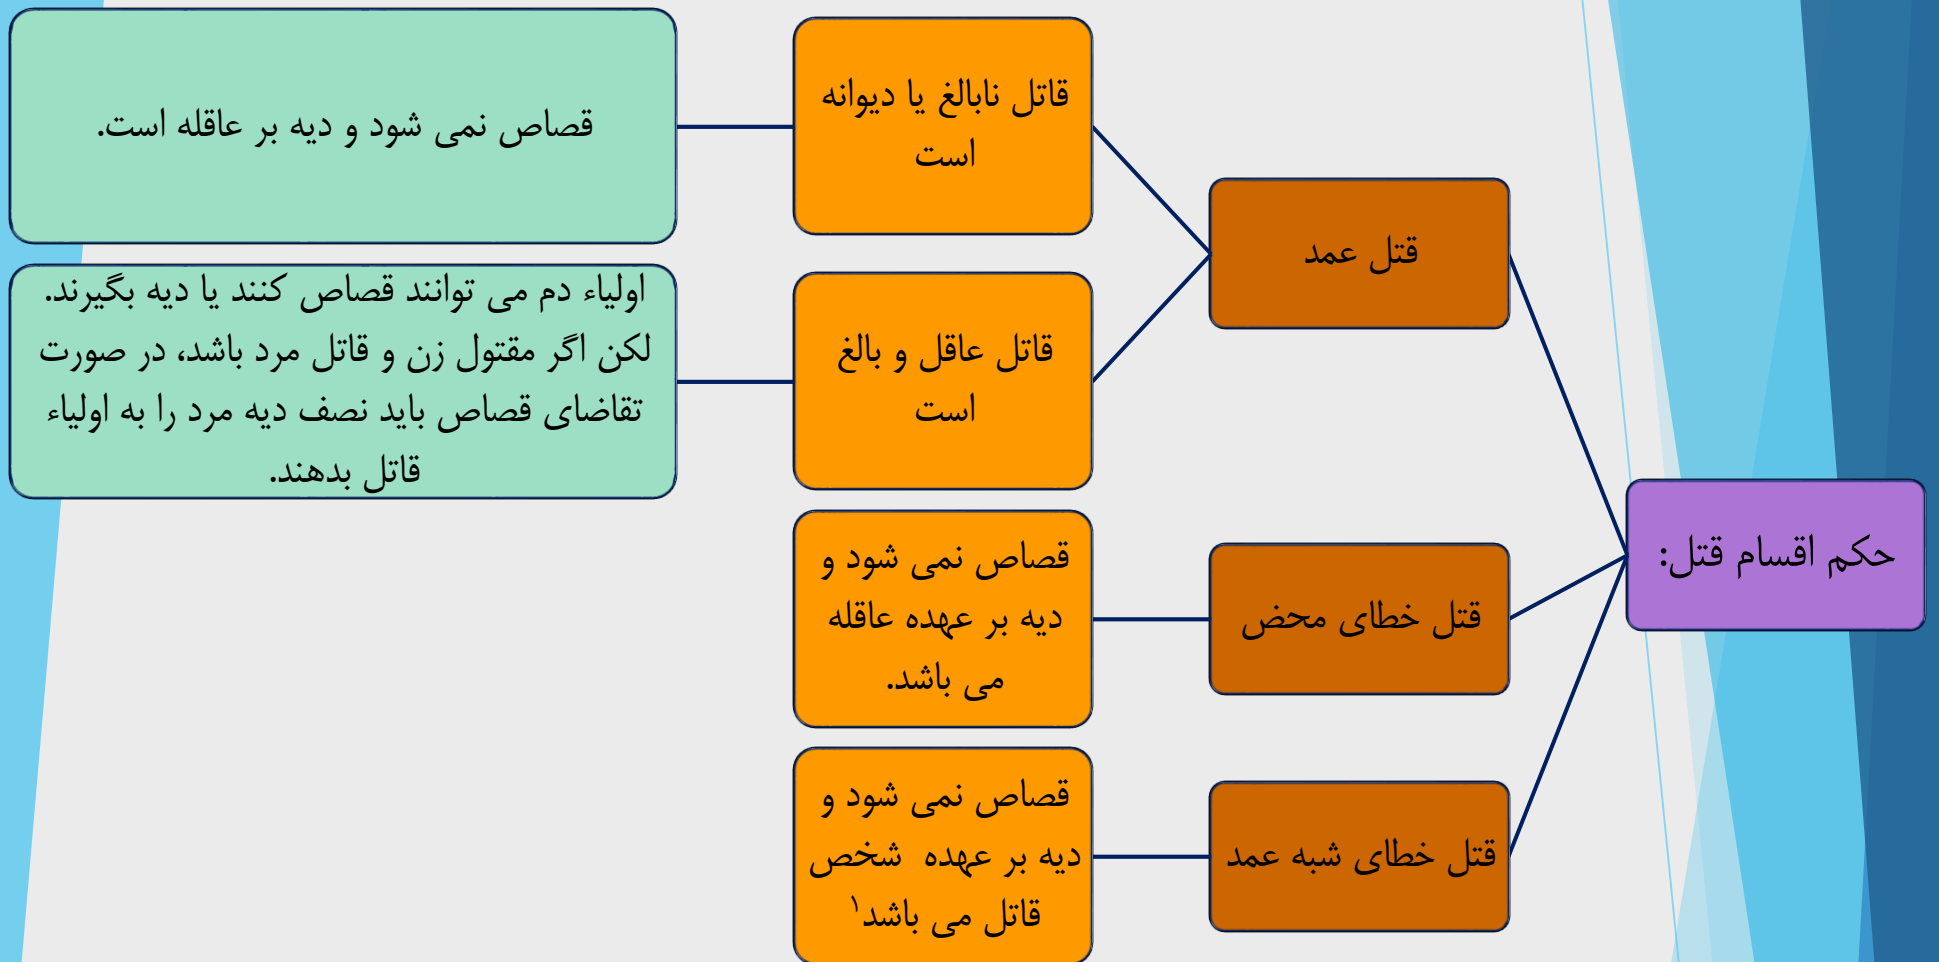 حکم اقسام قتل:
قتل عمد
قاتل نابالغ یا دیوانه
است
قصاص نمی شود و دیه بر عاقله است.
قاتل عاقل و بالغ
است
اولیاء دم می توانند قصاص کنند یا دیه بگیرند.
لکن اگر مقتول زن و قاتل مرد باشد، در صورت
تقاضای قصاص باید نصف دیه مرد را به اولیاء
قاتل بدهند.
قتل خطای محض
قصاص نمی شود و
دیه بر عهده عاقله
می باشد.
قتل خطای شبه عمد
قصاص نمی شود و
دیه بر عهده شخص
قاتل می باشد۱